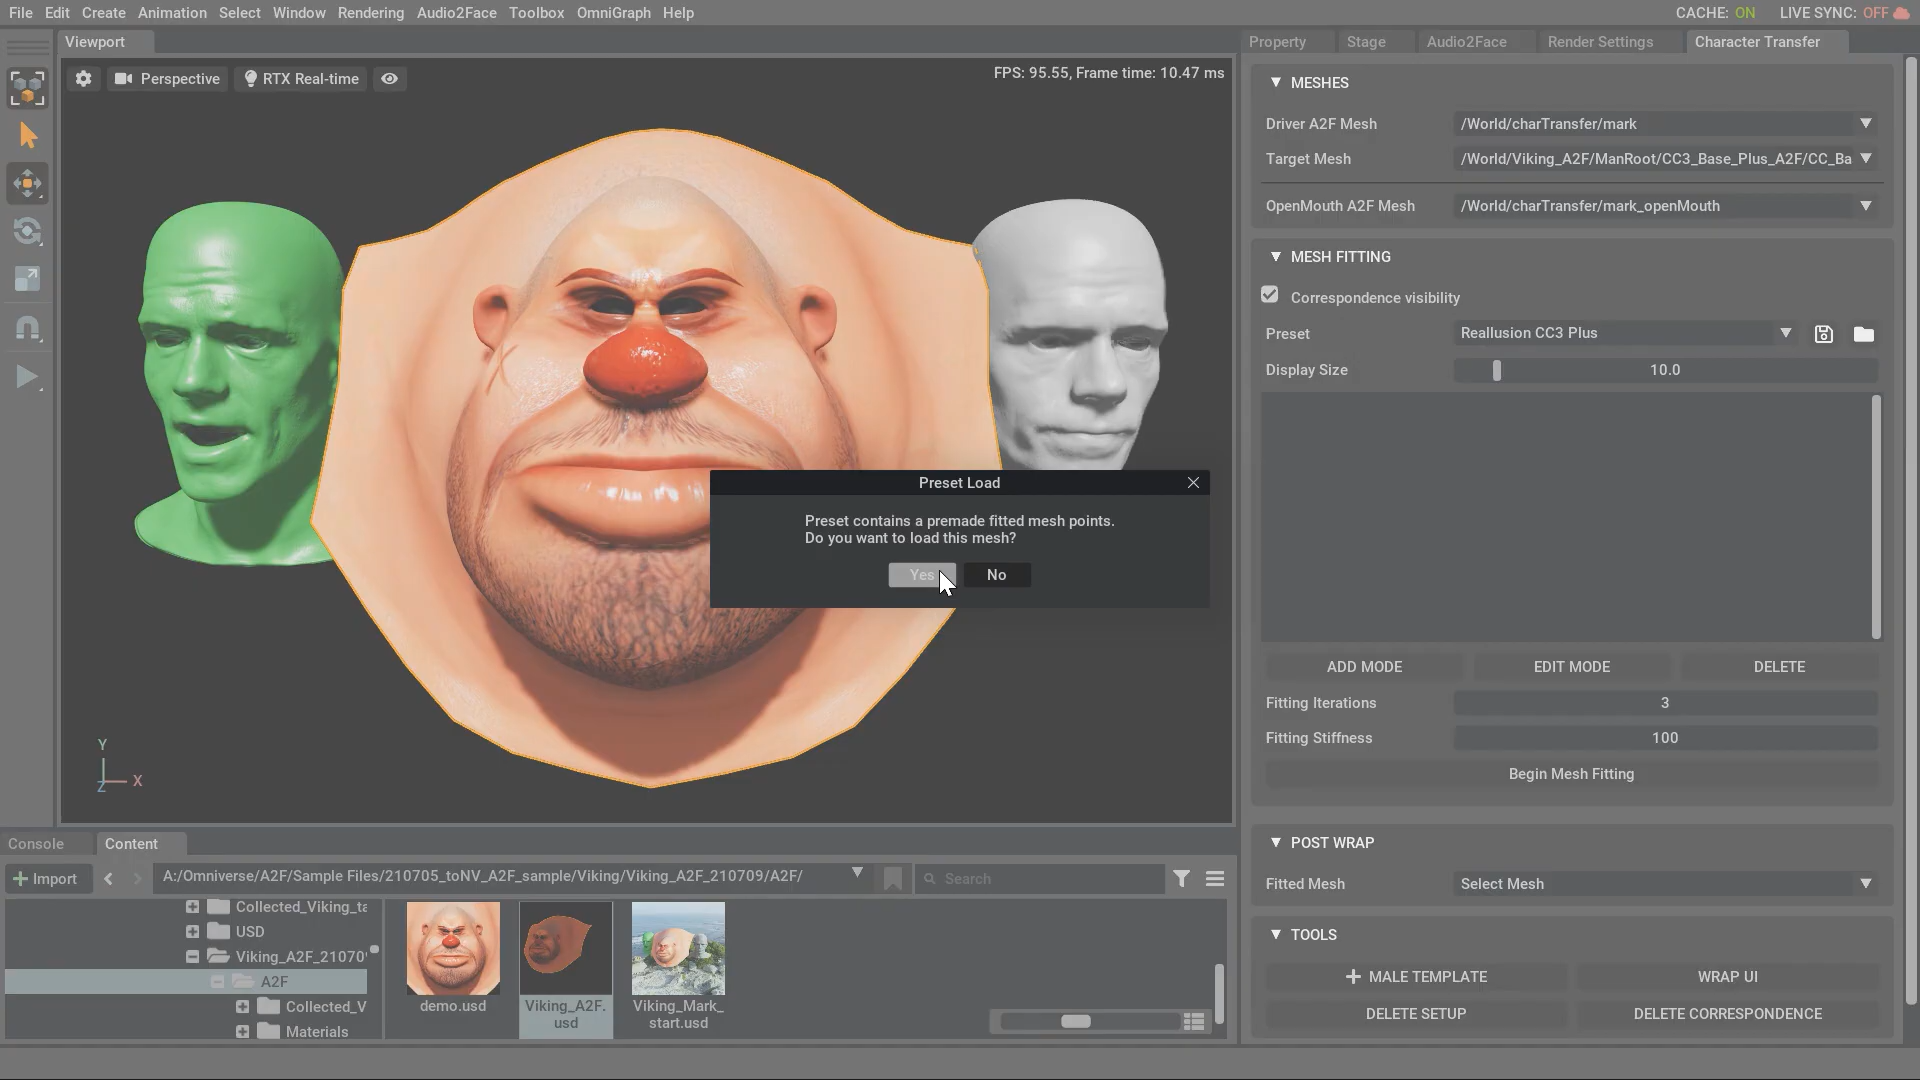 File Edit Create Animation Select Window Rendering Audio2Face Toolbox OmniGraph Help CACHE: ON LIVE SYNC: OFF
Viewport
Property Stage Audio2Face Render Settings Character Transfer
Perspective RTX Real-time FPS: 95.55, Frame time: 10.47 ms
MESHES
Driver A2F Mesh /World/charTransfer/mark
Target Mesh /World/Viking_A2F/ManRoot/CC3_Base_Plus_A2F/CC_Ba
OpenMouth A2F Mesh /World/charTransfer/mark_openMouth
MESH FITTING
Correspondence visibility
Preset Reallusion CC3 Plus
Display Size 10.0
Preset Load
Preset contains a premade fitted mesh points.
Do you want to load this mesh?
Yes No
ADD MODE EDIT MODE DELETE
Fitting Iterations 3
Fitting Stiffness 100
Begin Mesh Fitting
Y
X
Z
POST WRAP
Fitted Mesh Select Mesh
TOOLS
MALE TEMPLATE WRAP UI
DELETE SETUP DELETE CORRESPONDENCE
Console Content
Import A:/Omniverse/A2F/Sample Files/210705_toNV_A2F_sample/Viking/Viking_A2F_210709/A2F/ Search
Collected_Viking_ta
USD
Viking_A2F_21070
A2F
Collected_V
Materials
demo.usd
Viking_A2F.
usd
Viking_Mark_
start.usd